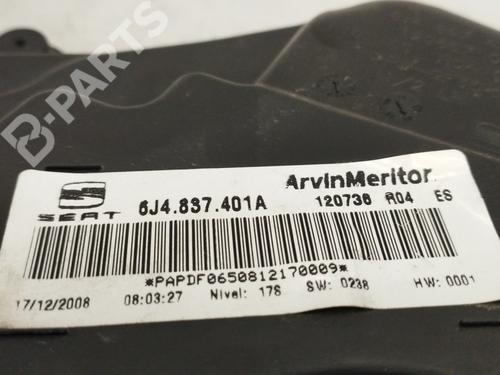 B-PARTS
SEAT
6J4.837.401A
ArvinMeritor
120736 R04 ES
*PAPDF0650812170009*
17/12/2008 08:03:27 Nivel: 17S SW: 0238 HW: 0001